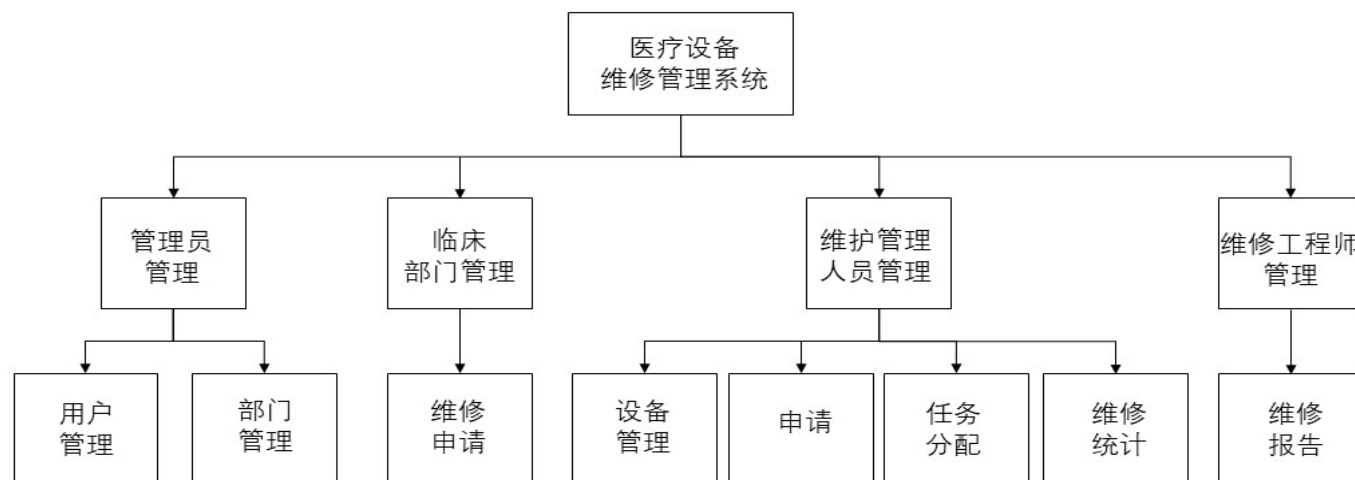 医疗设备
维修管理系统
管理员
管理
临床
部门管理
维护管理
人员管理
维修工程师
管理
用户
管理
部门
管理
维修
申请
设备
管理
申请
任务
分配
维修
统计
维修
报告